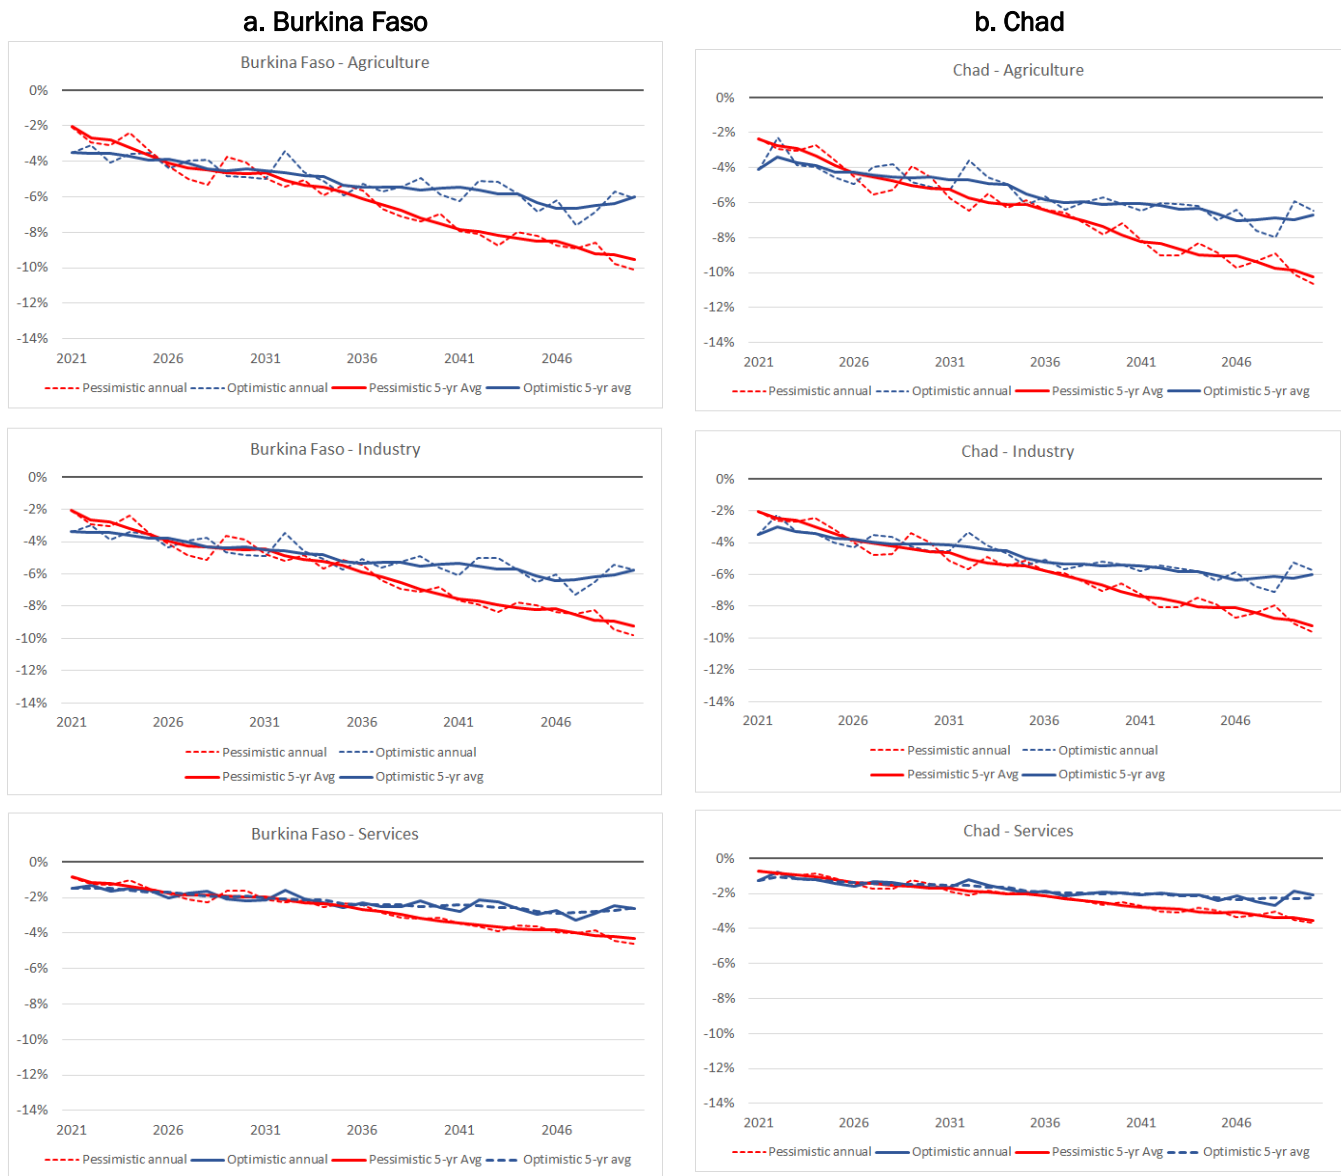 a. Burkina Faso
b. Chad
Burkina Faso - Agriculture
0%
-2%
-4%
-6%
-8%
-10%
-12%
-14%
2021 2026 2031 2036 2041 2046
Pessimistic annual Optimistic annual Pessimistic 5-yr Avg Optimistic 5-yr avg
Chad - Agriculture
0%
-2%
-4%
-6%
-8%
-10%
-12%
-14%
2021 2026 2031 2036 2041 2046
Pessimistic annual Optimistic annual Pessimistic 5-yr Avg Optimistic 5-yr avg
Burkina Faso - Industry
0%
-2%
-4%
-6%
-8%
-10%
-12%
-14%
2021 2026 2031 2036 2041 2046
Pessimistic annual Optimistic annual
Pessimistic 5-yr Avg Optimistic 5-yr avg
Chad - Industry
0%
-2%
-4%
-6%
-8%
-10%
-12%
-14%
2021 2026 2031 2036 2041 2046
Pessimistic annual Optimistic annual
Pessimistic 5-yr Avg Optimistic 5-yr avg
Burkina Faso - Services
0%
-2%
-4%
-6%
-8%
-10%
-12%
-14%
2021 2026 2031 2036 2041 2046
Pessimistic annual Optimistic annual Pessimistic 5-yr Avg Optimistic 5-yr avg
Chad - Services
0%
-2%
-4%
-6%
-8%
-10%
-12%
-14%
2021 2026 2031 2036 2041 2046
Pessimistic annual Optimistic annual Pessimistic 5-yr Avg Optimistic 5-yr avg